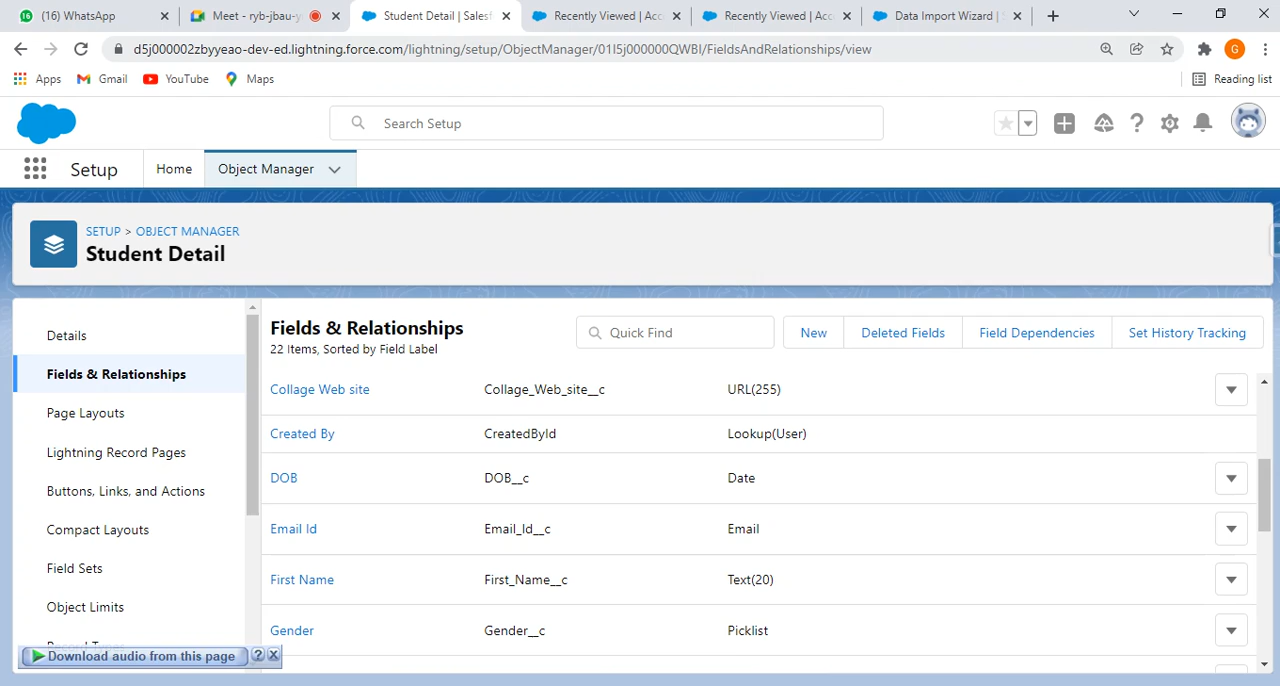 (16) WhatsApp
Meet - ryb-jbau-y
Student Detail | Salesf
Recently Viewed | Acc
Recently Viewed | Acc
Data Import Wizard | S
d5j000002zbyyeao-dev-ed.lightning.force.com/lightning/setup/ObjectManager/01I5j000000QWBI/FieldsAndRelationships/view
G
Apps
Gmail
YouTube
Maps
Reading list
Search Setup
Setup
Home
Object Manager
SETUP > OBJECT MANAGER
Student Detail
Details
Fields & Relationships
Page Layouts
Lightning Record Pages
Buttons, Links, and Actions
Compact Layouts
Field Sets
Object Limits
Record Types
Download audio from this page
Fields & Relationships
22 Items, Sorted by Field Label
Quick Find
New
Deleted Fields
Field Dependencies
Set History Tracking
Collage Web site Collage_Web_site__c URL(255)
Created By CreatedById Lookup(User)
DOB DOB__c Date
Email Id Email_Id__c Email
First Name First_Name__c Text(20)
Gender Gender__c Picklist